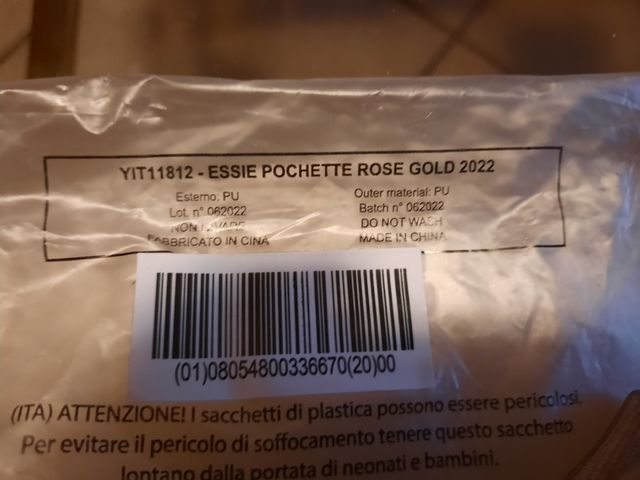 YIT11812 - ESSIE POCHETTE ROSE GOLD 2022
Esterno: PU
Lot. n° 062022
NON LAVARE
FABBRICATO IN CINA
Outer material: PU
Batch n° 062022
DO NOT WASH
MADE IN CHINA
(01)08054800336670(20)00
(ITA) ATTENZIONE! I sacchetti di plastica possono essere pericolosi.
Per evitare il pericolo di soffocamento tenere questo sacchetto
lontano dalla portata di neonati e bambini.